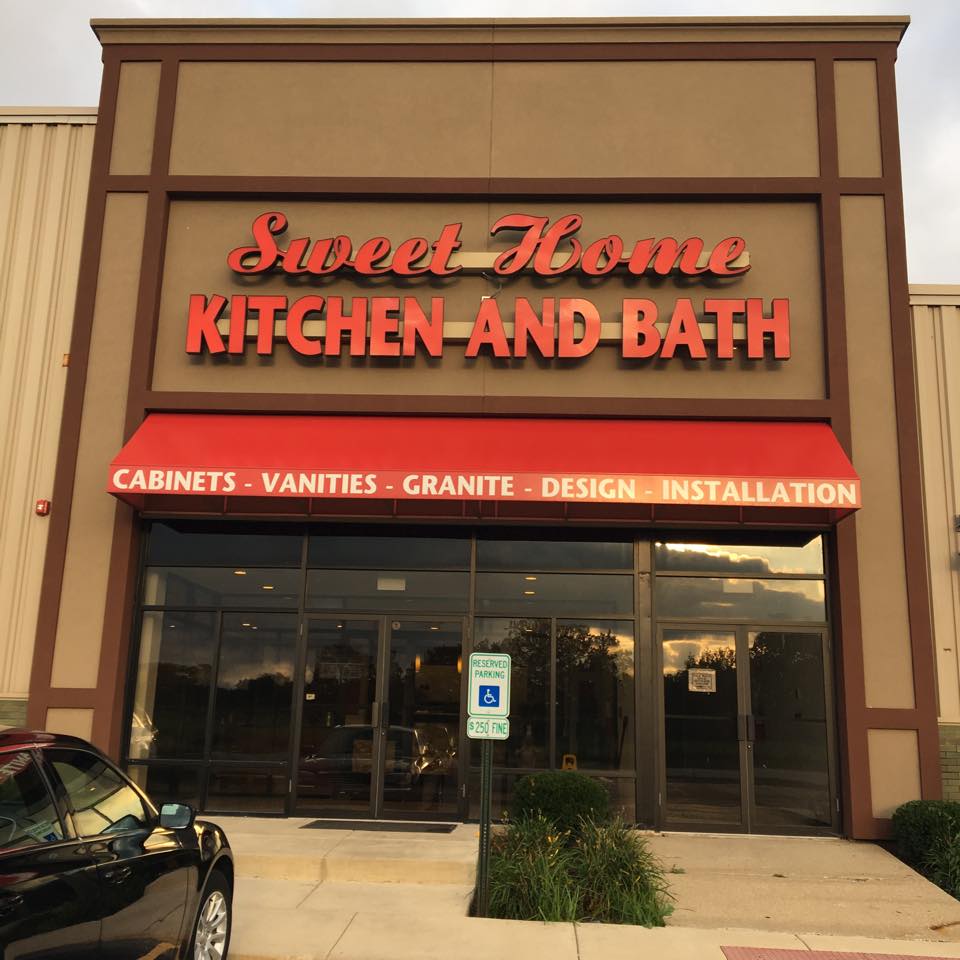 Sweet Home
KITCHEN AND BATH
CABINETS - VANITIES - GRANITE - DESIGN - INSTALLATION
RESERVED
PARKING
$250 FINE